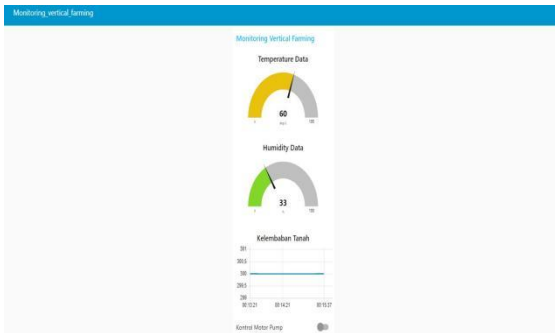 Monitoring_vertical_farming
Monitoring Vertical Farming
Temperature Data
60
100
Humidity Data
33
100
Kelembaban Tanah
301
300.5
300
299.5
299
00:13:21 00:14:21 00:15:37
Kontrol Motor Pump